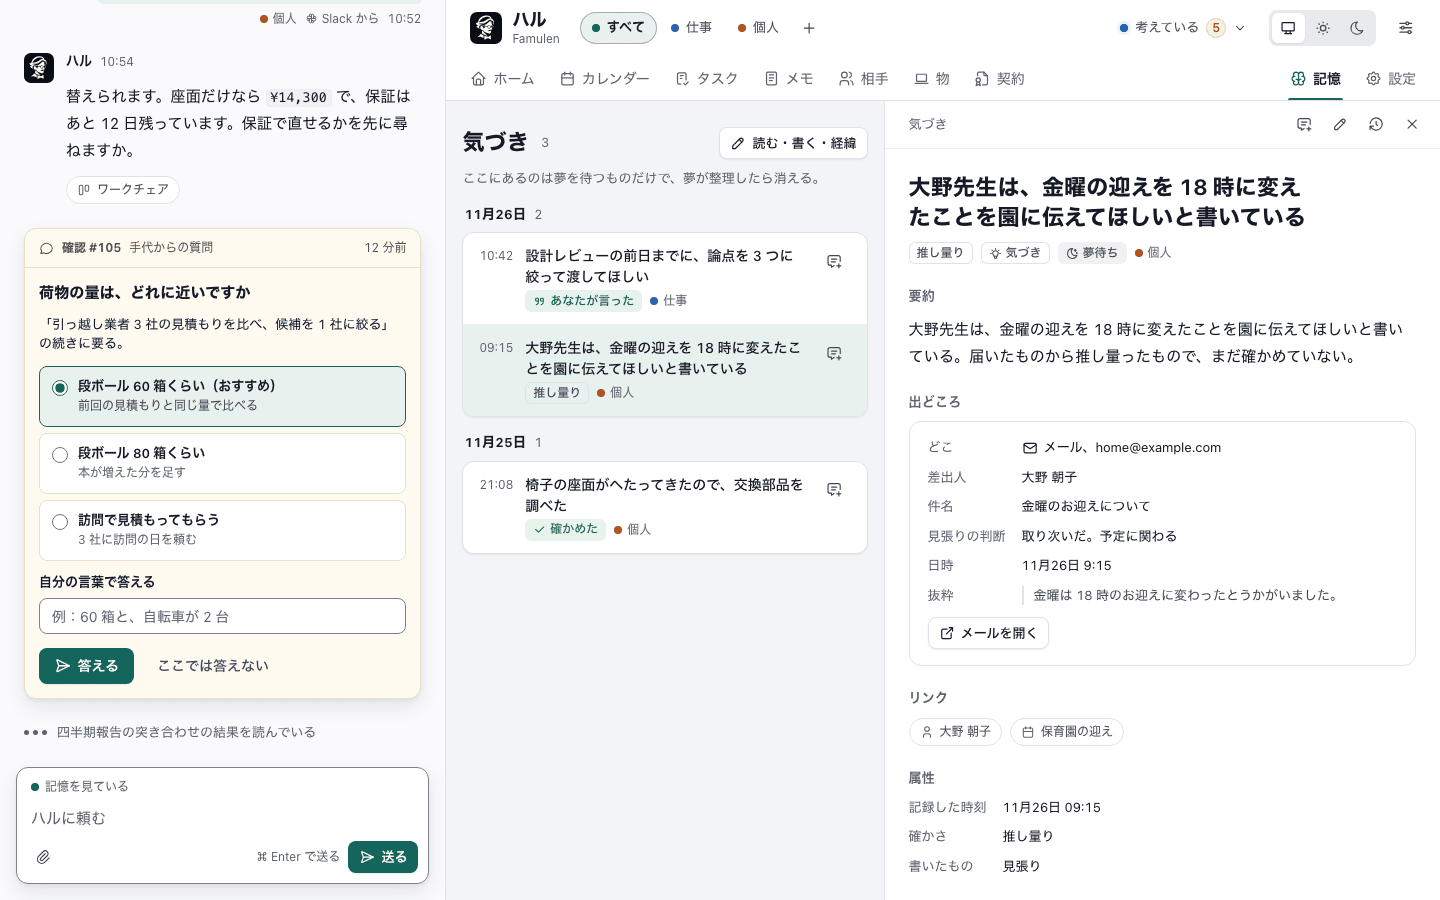 個人 Slack から 10:52
ハル 10:54
替えられます。座面だけなら ¥14,300 で、保証は
あと 12 日残っています。保証で直せるかを先に尋
ねますか。
ワークチェア
確認 #105 手代からの質問 12 分前
荷物の量は、どれに近いですか
「引っ越し業者 3 社の見積もりを比べ、候補を 1 社に絞る」
の続きに要る。
段ボール 60 箱くらい（おすすめ）
前回の見積もりと同じ量で比べる
段ボール 80 箱くらい
本が増えた分を足す
訪問で見積もってもらう
3 社に訪問の日を頼む
自分の言葉で答える
例：60 箱と、自転車が 2 台
答える ここでは答えない
四半期報告の突き合わせの結果を読んでいる
記憶を見ている
ハルに頼む
⌘ Enter で送る 送る
ハル
Famulen
すべて 仕事 個人
考えている 5
ホーム カレンダー タスク メモ 相手 物 契約 記憶 設定
気づき 3
読む・書く・経緯
ここにあるのは夢を待つものだけで、夢が整理したら消える。
11月26日 2
10:42 設計レビューの前日までに、論点を 3 つに
絞って渡してほしい
あなたが言った 仕事
09:15 大野先生は、金曜の迎えを 18 時に変えたこ
とを園に伝えてほしいと書いている
推し量り 個人
11月25日 1
21:08 椅子の座面がへたってきたので、交換部品を
調べた
確かめた 個人
気づき
大野先生は、金曜の迎えを 18 時に変え
たことを園に伝えてほしいと書いている
推し量り 気づき 夢待ち 個人
要約
大野先生は、金曜の迎えを 18 時に変えたことを園に伝えてほしいと書い
ている。届いたものから推し量ったもので、まだ確かめていない。
出どころ
どこ メール、home@example.com
差出人 大野 朝子
件名 金曜のお迎えについて
見張りの判断 取り次いだ。予定に関わる
日時 11月26日 9:15
抜粋 金曜は 18 時のお迎えに変わったとうかがいました。
メールを開く
リンク
大野 朝子 保育園の迎え
属性
記録した時刻 11月26日 09:15
確かさ 推し量り
書いたもの 見張り